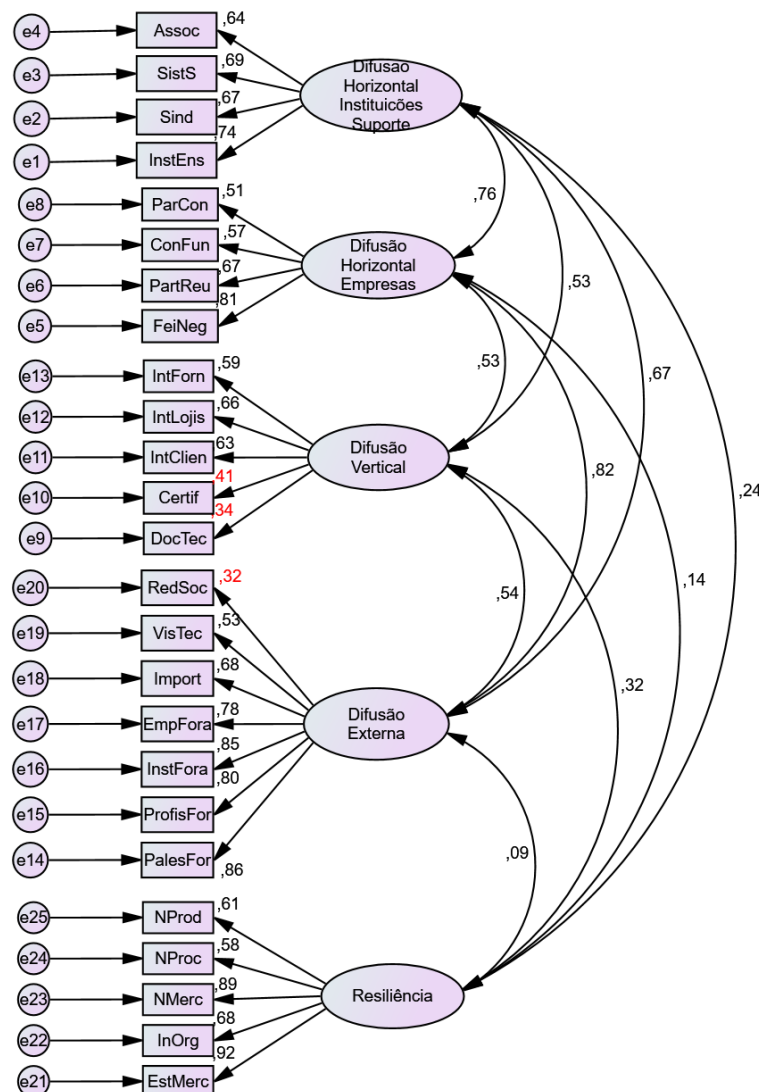 e4
Assoc
,64
e3
SistS
,69
e2
Sind
,67
e1
InstEns
,74
Difusao
Horizontal
Instituicões
Suporte
e8
ParCon
,51
e7
ConFun
,57
e6
PartReu
,67
e5
FeiNeg
,81
Difusão
Horizontal
Empresas
,76
,53
,53
,67
e13
IntForn
,59
e12
IntLojis
,66
e11
IntClien
63
e10
Certif
,41
e9
DocTec
,34
Difusão
Vertical
,82
,24
,14
,54
,32
e20
RedSoc
,32
e19
VisTec
,53
e18
Import
,68
e17
EmpFora
,78
e16
InstFora
,85
e15
ProfisFor
,80
e14
PalesFor
,86
Difusão
Externa
,09
e25
NProd
,61
e24
NProc
,58
e23
NMerc
,89
e22
InOrg
,68
e21
EstMerc
,92
Resiliência